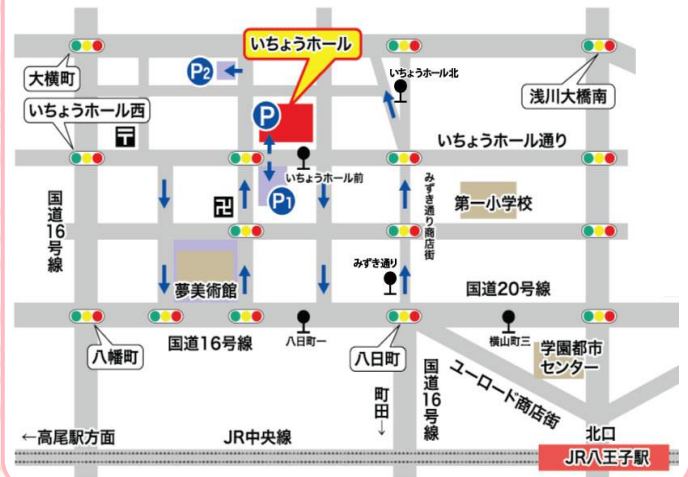 いちょうホール
大横町
P2
いちょうホール北
浅川大橋南
いちょうホール西
P
いちょうホール通り
いちょうホール前
国道16号線
P1
みずき通り商店街
第一小学校
みずき通り
夢美術館
国道20号線
八幡町
国道16号線
八日町一
八日町
横山町三
学園都市
センター
国道16号線
ユーロード商店街
町田→
←高尾駅方面
JR中央線
北口
JR八王子駅